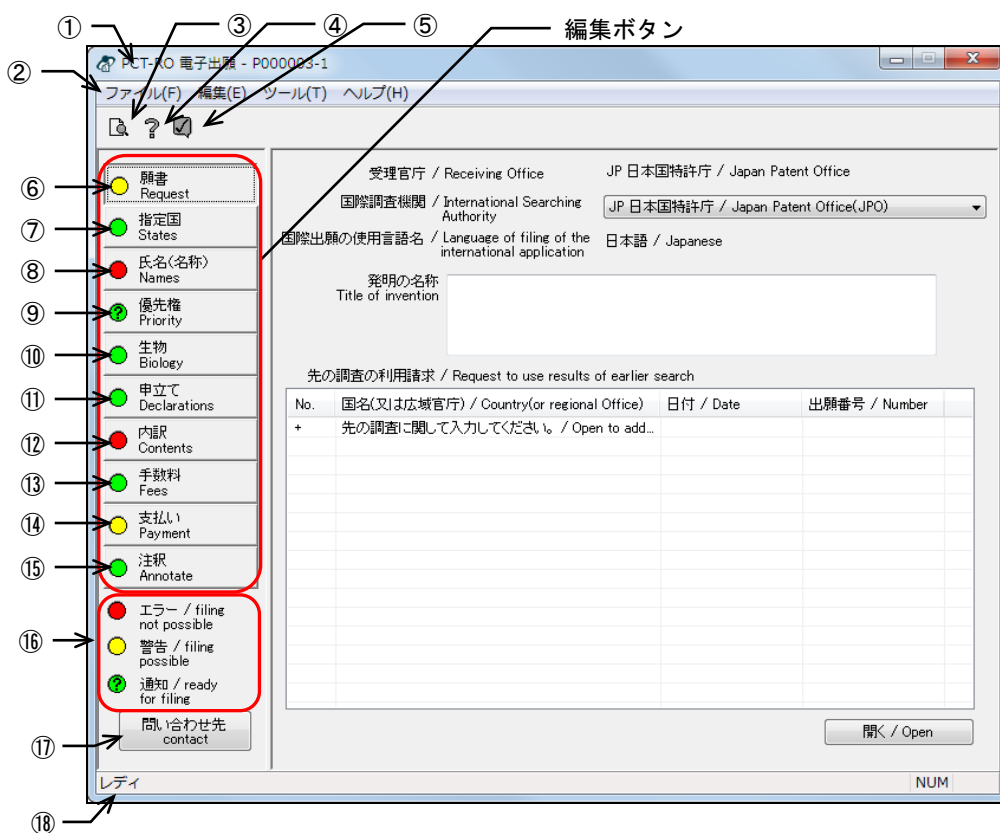 ① ③ ④ ⑤ 編集ボタン
PCT-RO 電子出願 - P000003-1
② ファイル(F) 編集(E) ツール(T) ヘルプ(H)
⑥ 願書
Request
⑦ 指定国
States
⑧ 氏名(名称)
Names
⑨ 優先権
Priority
⑩ 生物
Biology
⑪ 申立て
Declarations
⑫ 内訳
Contents
⑬ 手数料
Fees
⑭ 支払い
Payment
⑮ 注釈
Annotate
⑯ エラー / filing
not possible
警告 / filing
possible
通知 / ready
for filing
⑰ 問い合わせ先
contact
受理官庁 / Receiving Office JP 日本国特許庁 / Japan Patent Office
国際調査機関 / International Searching
Authority
JP 日本国特許庁 / Japan Patent Office(JPO)
国際出願の使用言語名 / Language of filing of the
international application
日本語 / Japanese
発明の名称
Title of invention
先の調査の利用請求 / Request to use results of earlier search
No. 国名(又は広域官庁) / Country(or regional Office) 日付 / Date 出願番号 / Number
+ 先の調査に関して入力してください。 / Open to add...
開く / Open
レディ NUM
⑱